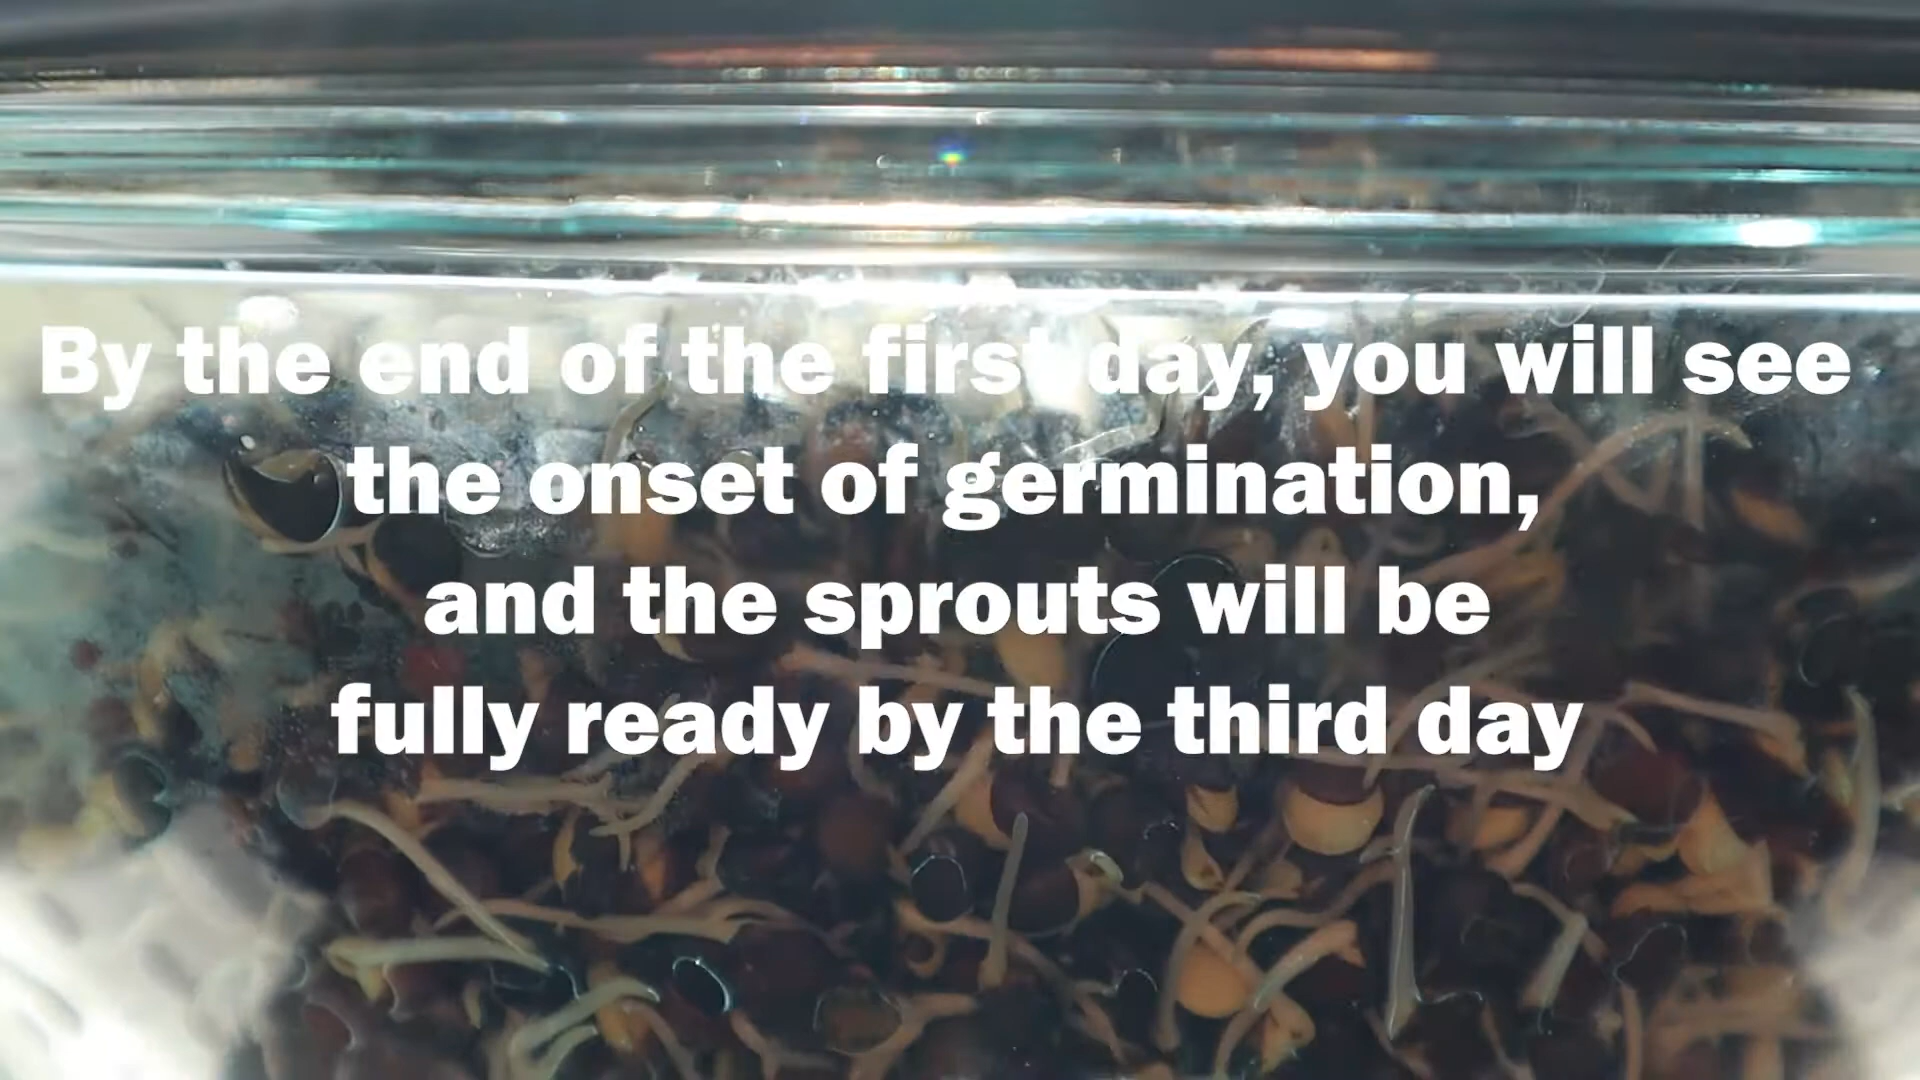 By the end of the first day, you will see
the onset of germination,
and the sprouts will be
fully ready by the third day